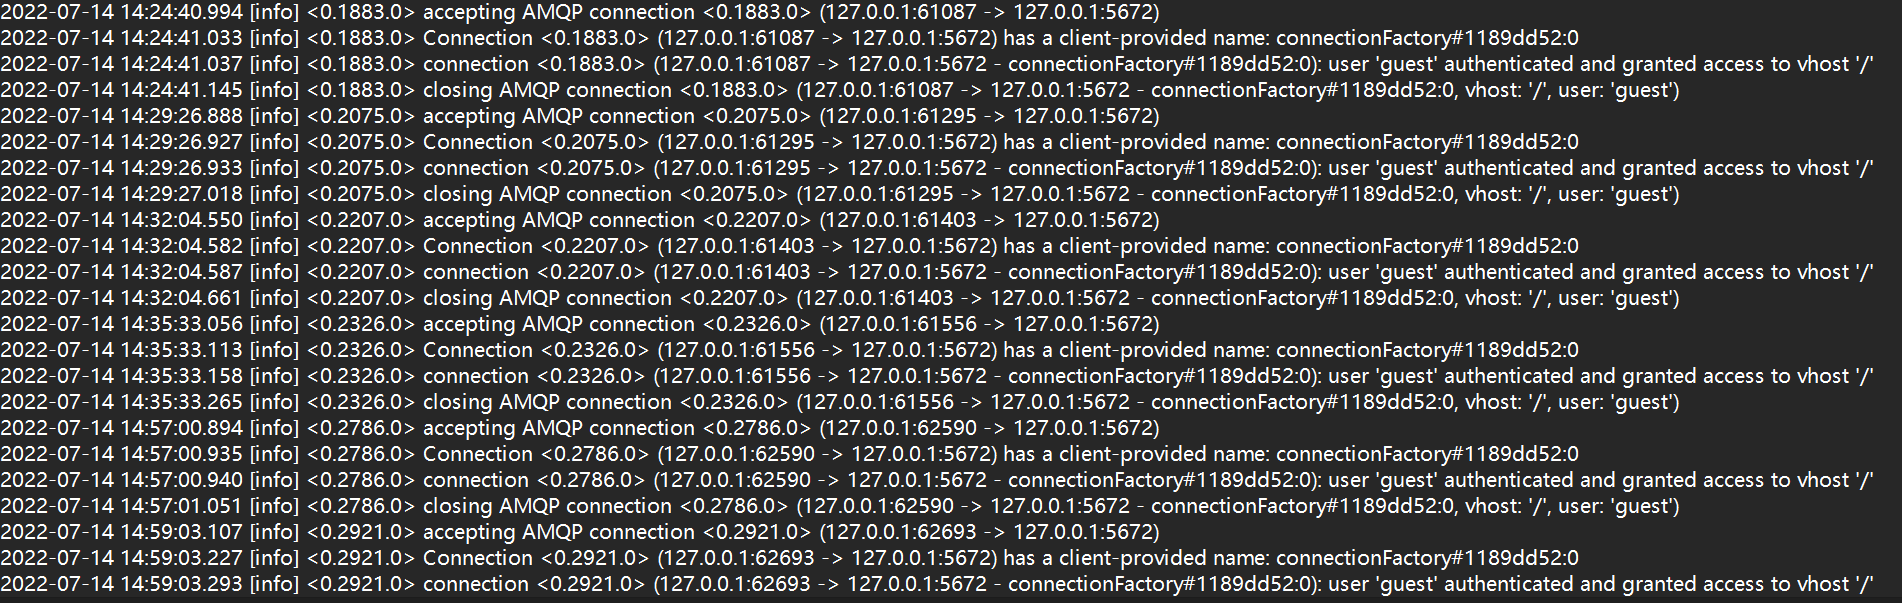 2022-07-14 14:24:40.994 [info] <0.1883.0> accepting AMQP connection <0.1883.0> (127.0.0.1:61087 -> 127.0.0.1:5672)
2022-07-14 14:24:41.033 [info] <0.1883.0> Connection <0.1883.0> (127.0.0.1:61087 -> 127.0.0.1:5672) has a client-provided name: connectionFactory#1189dd52:0
2022-07-14 14:24:41.037 [info] <0.1883.0> connection <0.1883.0> (127.0.0.1:61087 -> 127.0.0.1:5672 - connectionFactory#1189dd52:0): user 'guest' authenticated and granted access to vhost '/'
2022-07-14 14:24:41.145 [info] <0.1883.0> closing AMQP connection <0.1883.0> (127.0.0.1:61087 -> 127.0.0.1:5672 - connectionFactory#1189dd52:0, vhost: '/', user: 'guest')
2022-07-14 14:29:26.888 [info] <0.2075.0> accepting AMQP connection <0.2075.0> (127.0.0.1:61295 -> 127.0.0.1:5672)
2022-07-14 14:29:26.927 [info] <0.2075.0> Connection <0.2075.0> (127.0.0.1:61295 -> 127.0.0.1:5672) has a client-provided name: connectionFactory#1189dd52:0
2022-07-14 14:29:26.933 [info] <0.2075.0> connection <0.2075.0> (127.0.0.1:61295 -> 127.0.0.1:5672 - connectionFactory#1189dd52:0): user 'guest' authenticated and granted access to vhost '/'
2022-07-14 14:29:27.018 [info] <0.2075.0> closing AMQP connection <0.2075.0> (127.0.0.1:61295 -> 127.0.0.1:5672 - connectionFactory#1189dd52:0, vhost: '/', user: 'guest')
2022-07-14 14:32:04.550 [info] <0.2207.0> accepting AMQP connection <0.2207.0> (127.0.0.1:61403 -> 127.0.0.1:5672)
2022-07-14 14:32:04.582 [info] <0.2207.0> Connection <0.2207.0> (127.0.0.1:61403 -> 127.0.0.1:5672) has a client-provided name: connectionFactory#1189dd52:0
2022-07-14 14:32:04.587 [info] <0.2207.0> connection <0.2207.0> (127.0.0.1:61403 -> 127.0.0.1:5672 - connectionFactory#1189dd52:0): user 'guest' authenticated and granted access to vhost '/'
2022-07-14 14:32:04.661 [info] <0.2207.0> closing AMQP connection <0.2207.0> (127.0.0.1:61403 -> 127.0.0.1:5672 - connectionFactory#1189dd52:0, vhost: '/', user: 'guest')
2022-07-14 14:35:33.056 [info] <0.2326.0> accepting AMQP connection <0.2326.0> (127.0.0.1:61556 -> 127.0.0.1:5672)
2022-07-14 14:35:33.113 [info] <0.2326.0> Connection <0.2326.0> (127.0.0.1:61556 -> 127.0.0.1:5672) has a client-provided name: connectionFactory#1189dd52:0
2022-07-14 14:35:33.158 [info] <0.2326.0> connection <0.2326.0> (127.0.0.1:61556 -> 127.0.0.1:5672 - connectionFactory#1189dd52:0): user 'guest' authenticated and granted access to vhost '/'
2022-07-14 14:35:33.265 [info] <0.2326.0> closing AMQP connection <0.2326.0> (127.0.0.1:61556 -> 127.0.0.1:5672 - connectionFactory#1189dd52:0, vhost: '/', user: 'guest')
2022-07-14 14:57:00.894 [info] <0.2786.0> accepting AMQP connection <0.2786.0> (127.0.0.1:62590 -> 127.0.0.1:5672)
2022-07-14 14:57:00.935 [info] <0.2786.0> Connection <0.2786.0> (127.0.0.1:62590 -> 127.0.0.1:5672) has a client-provided name: connectionFactory#1189dd52:0
2022-07-14 14:57:00.940 [info] <0.2786.0> connection <0.2786.0> (127.0.0.1:62590 -> 127.0.0.1:5672 - connectionFactory#1189dd52:0): user 'guest' authenticated and granted access to vhost '/'
2022-07-14 14:57:01.051 [info] <0.2786.0> closing AMQP connection <0.2786.0> (127.0.0.1:62590 -> 127.0.0.1:5672 - connectionFactory#1189dd52:0, vhost: '/', user: 'guest')
2022-07-14 14:59:03.107 [info] <0.2921.0> accepting AMQP connection <0.2921.0> (127.0.0.1:62693 -> 127.0.0.1:5672)
2022-07-14 14:59:03.227 [info] <0.2921.0> Connection <0.2921.0> (127.0.0.1:62693 -> 127.0.0.1:5672) has a client-provided name: connectionFactory#1189dd52:0
2022-07-14 14:59:03.293 [info] <0.2921.0> connection <0.2921.0> (127.0.0.1:62693 -> 127.0.0.1:5672 - connectionFactory#1189dd52:0): user 'guest' authenticated and granted access to vhost '/'